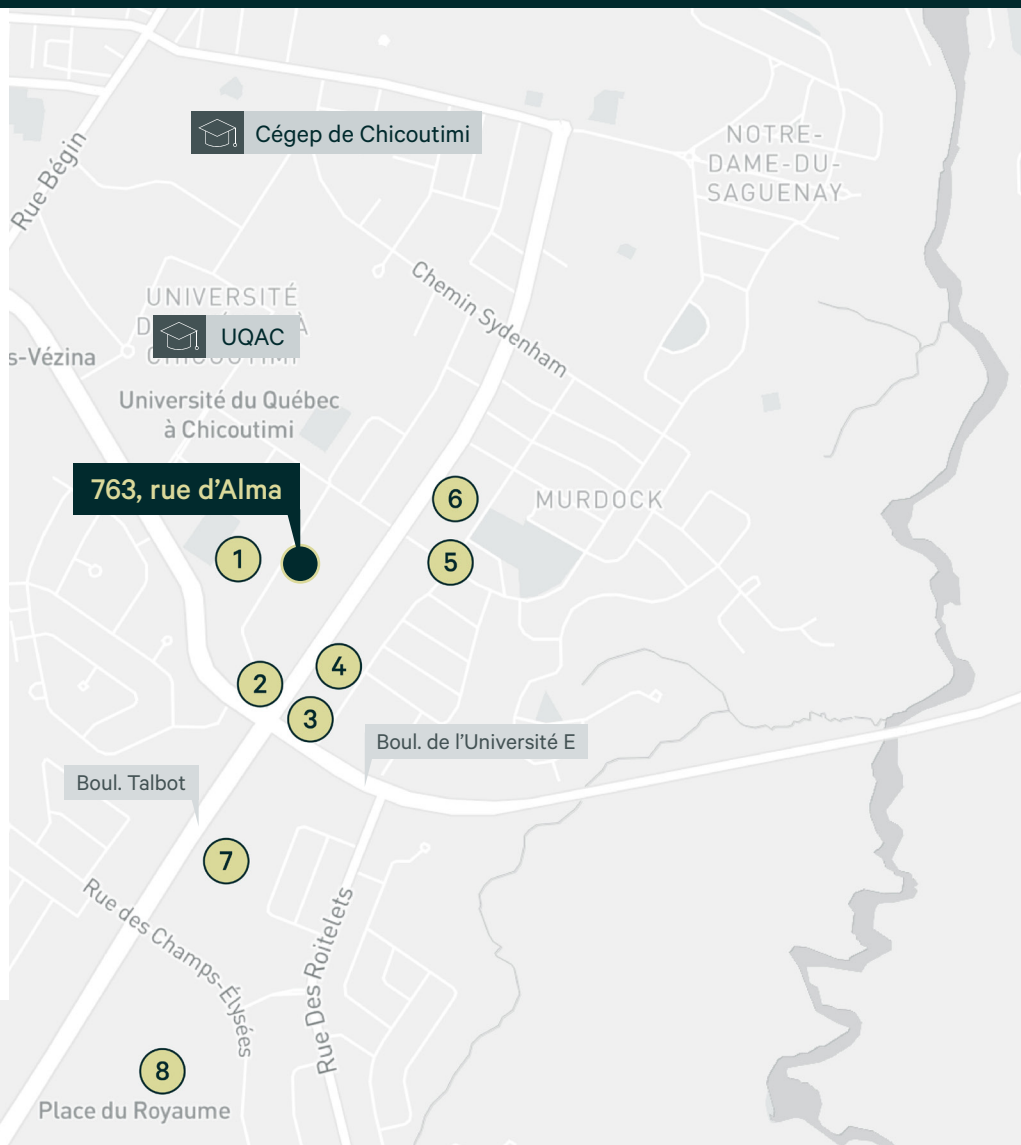 Rue Bégin
Cégep de Chicoutimi
NOTRE-
DAME-DU-
SAGUENAY
Chemin Sydenham
UNIVERSITÉ
UQAC
CHICOUTIMI
s-Vézina
Université du Québec
à Chicoutimi
763, rue d'Alma
6
MURDOCK
1
5
4
2
3
Boul. de l'Université E
Boul. Talbot
7
Rue des Champs-Élysées
Rue Des Roitelets
8
Place du Royaume